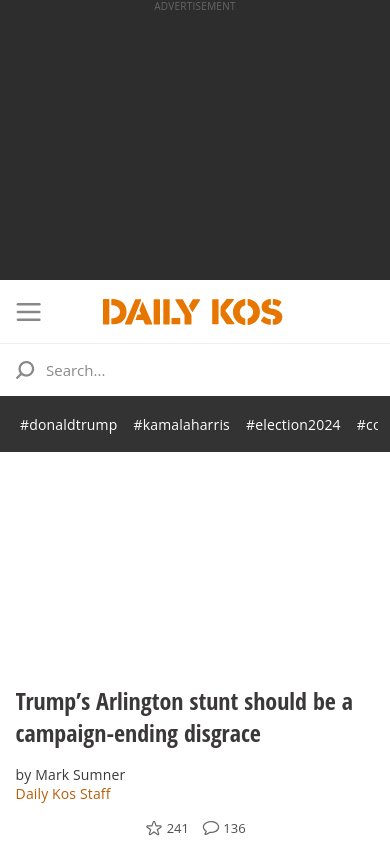 ADVERTISEMENT
DAILY KOS
Search...
#donaldtrump #kamalaharris #election2024
Trump’s Arlington stunt should be a
campaign-ending disgrace
by Mark Sumner
Daily Kos Staff
241 136